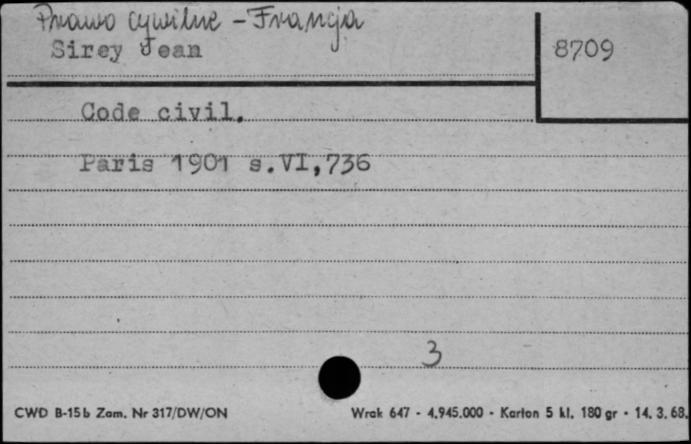 Prawo cywilne - Francja
Sirey Jean
8709
Code civil.
Paris 1901 s.VI,736
3
CWD B-15b Zam. Nr 317/DW/ON
Wrak 647 - 4.945.000 - Karton 5 kl. 180 gr - 14. 3. 68.